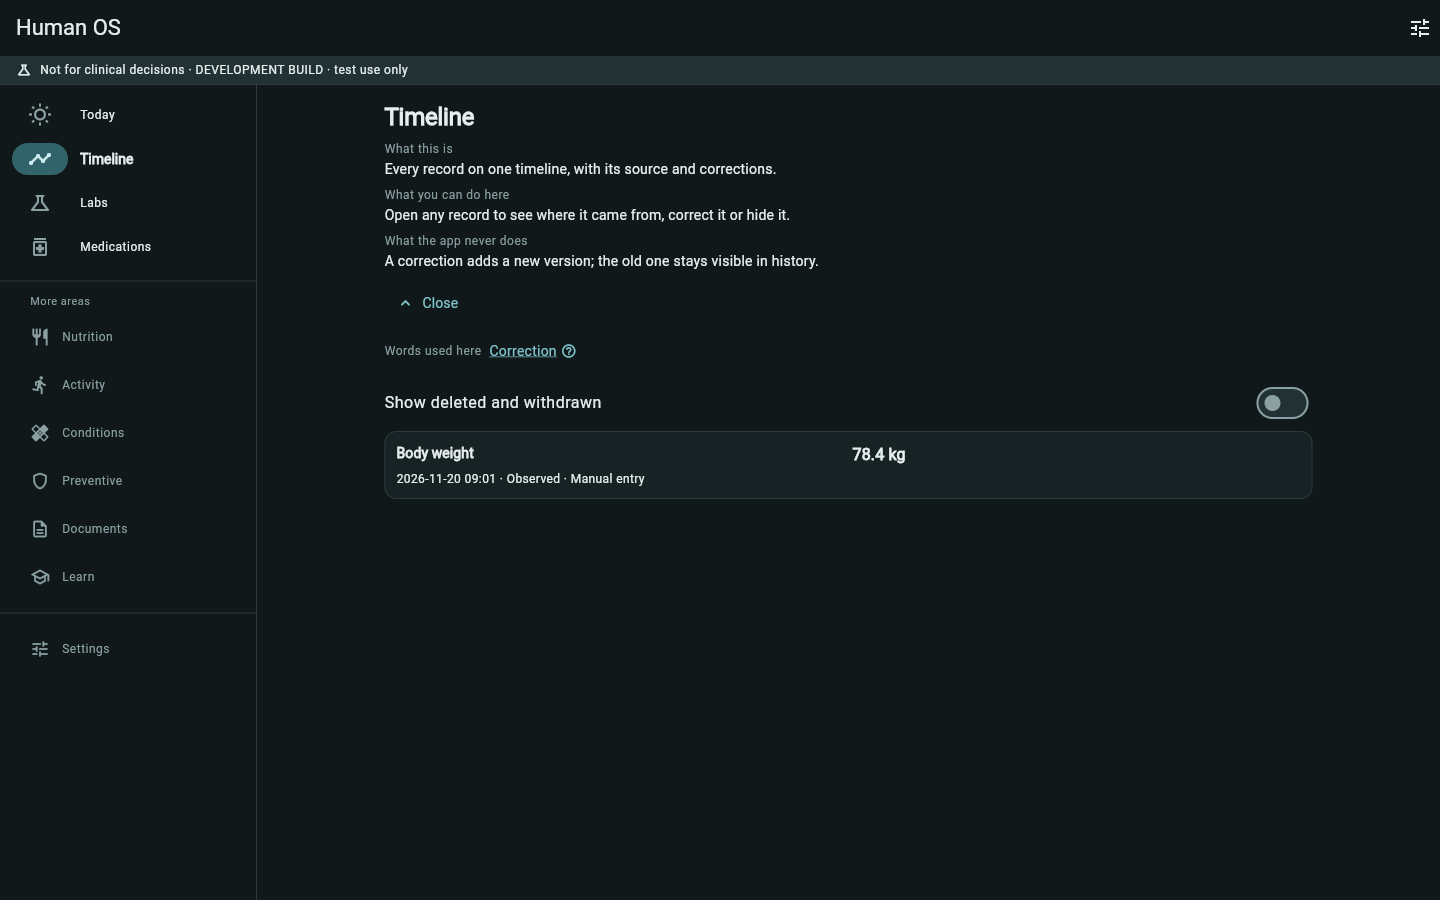 Human OS
Not for clinical decisions · DEVELOPMENT BUILD · test use only
Today
Timeline
Labs
Medications
More areas
Nutrition
Activity
Conditions
Preventive
Documents
Learn
Settings
Timeline
What this is
Every record on one timeline, with its source and corrections.
What you can do here
Open any record to see where it came from, correct it or hide it.
What the app never does
A correction adds a new version; the old one stays visible in history.
Close
Words used here Correction
Show deleted and withdrawn
Body weight 78.4 kg
2026-11-20 09:01 · Observed · Manual entry